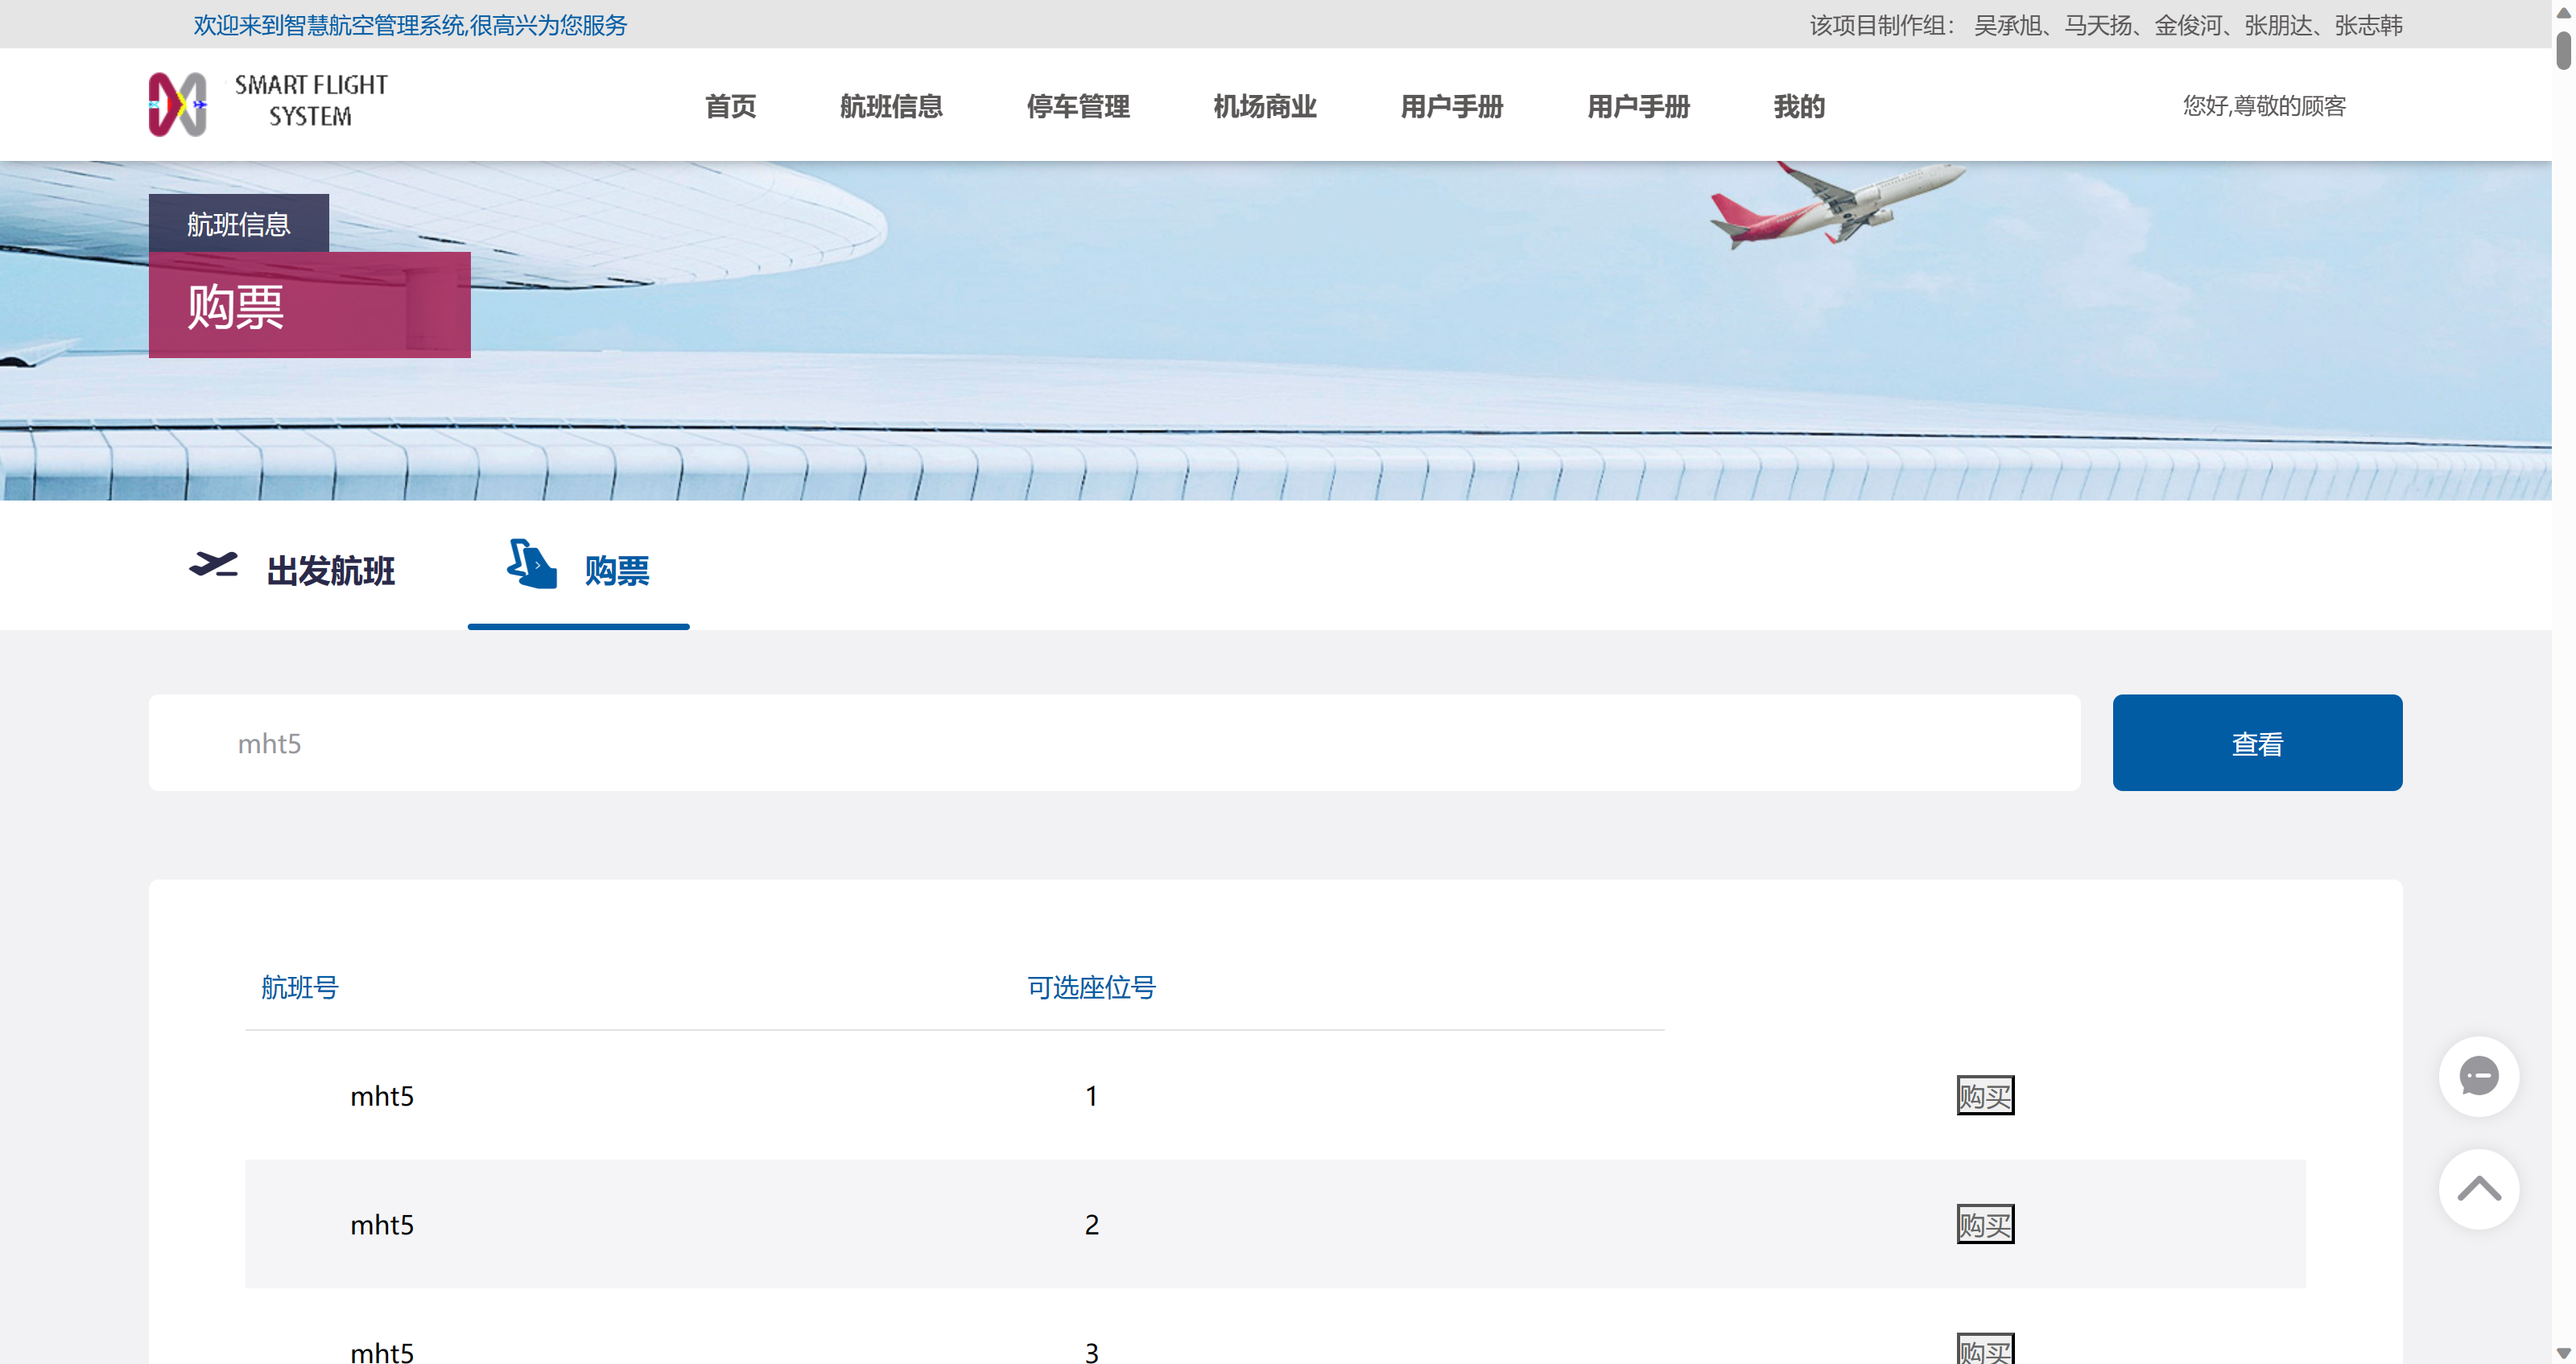 欢迎来到智慧航空管理系统,很高兴为您服务
该项目制作组： 吴承旭、马天扬、金俊河、张朋达、张志韩
SMART FLIGHT
SYSTEM
首页
航班信息
停车管理
机场商业
用户手册
用户手册
我的
您好,尊敬的顾客
航班信息
购票
出发航班
购票
mht5
查看
航班号
可选座位号
mht5
1
购买
mht5
2
购买
mht5
3
购买